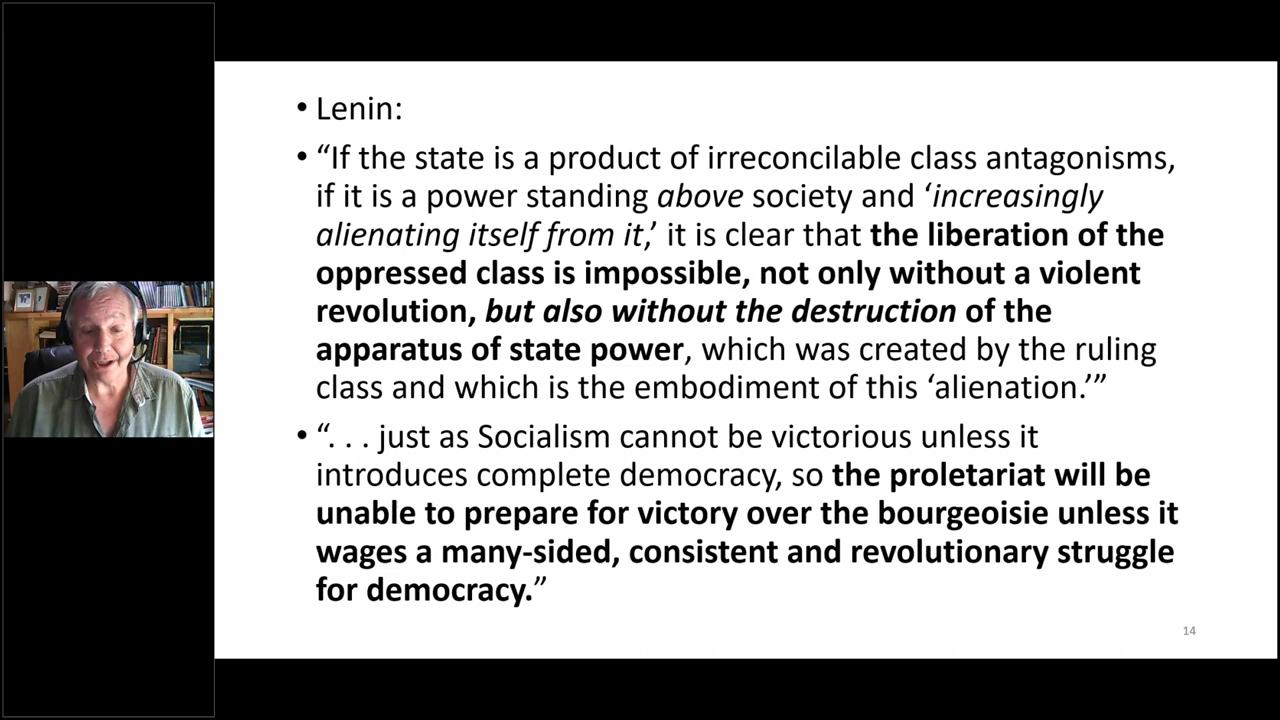 • Lenin:
• “If the state is a product of irreconcilable class antagonisms,
if it is a power standing above society and ‘increasingly
alienating itself from it,’ it is clear that the liberation of the
oppressed class is impossible, not only without a violent
revolution, but also without the destruction of the
apparatus of state power, which was created by the ruling
class and which is the embodiment of this ‘alienation.’”
• “. . . just as Socialism cannot be victorious unless it
introduces complete democracy, so the proletariat will be
unable to prepare for victory over the bourgeoisie unless it
wages a many-sided, consistent and revolutionary struggle
for democracy.”
14